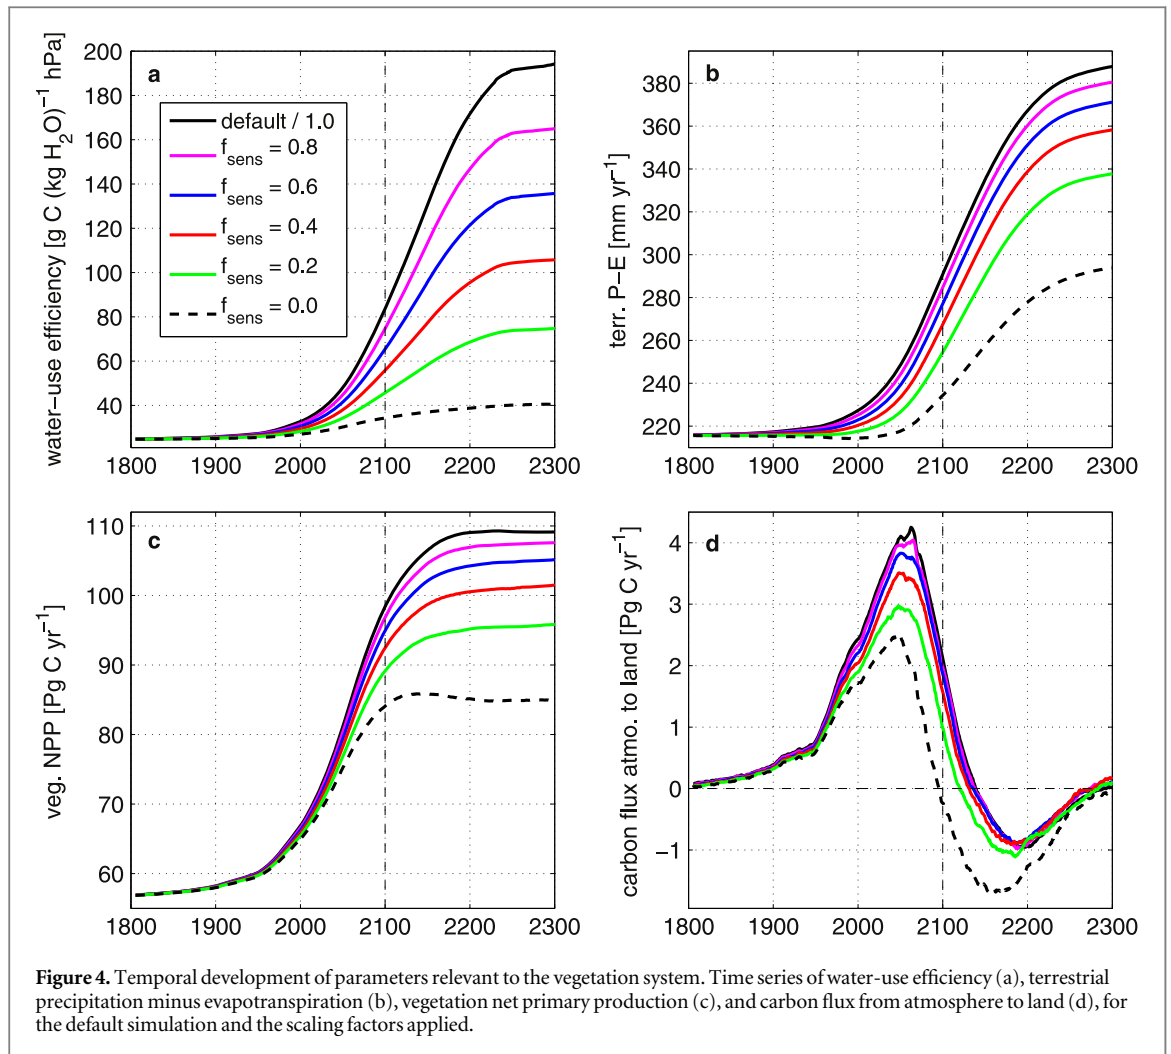 water-use efficiency [g C (kg H2O)−1 hPa]
200
180
160
140
120
100
80
60
40
a
default / 1.0
fsens = 0.8
fsens = 0.6
fsens = 0.4
fsens = 0.2
fsens = 0.0
1800 1900 2000 2100 2200 2300
terr. P−E [mm yr−1]
380
360
340
320
300
280
260
240
220
b
1800 1900 2000 2100 2200 2300
veg. NPP [Pg C yr−1]
110
100
90
80
70
60
c
1800 1900 2000 2100 2200 2300
carbon flux atmo. to land [Pg C yr−1]
4
3
2
1
0
−1
d
1800 1900 2000 2100 2200 2300
Figure 4. Temporal development of parameters relevant to the vegetation system. Time series of water-use efficiency (a), terrestrial
precipitation minus evapotranspiration (b), vegetation net primary production (c), and carbon flux from atmosphere to land (d), for
the default simulation and the scaling factors applied.